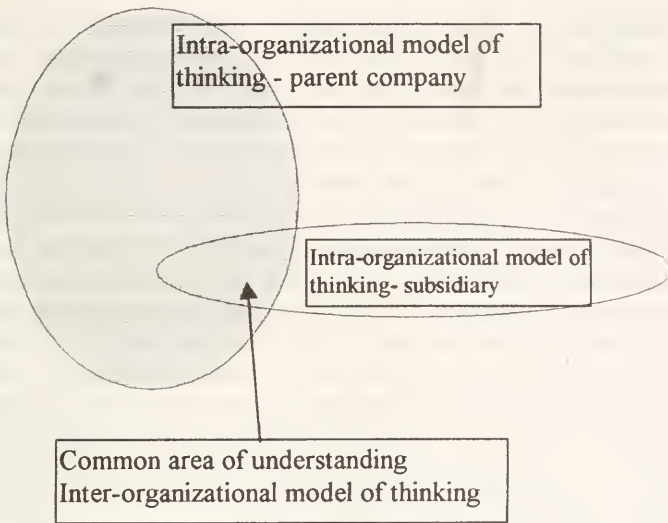 Intra-organizational model of
thinking - parent company
Intra-organizational model of
thinking- subsidiary
Common area of understanding
Inter-organizational model of thinking